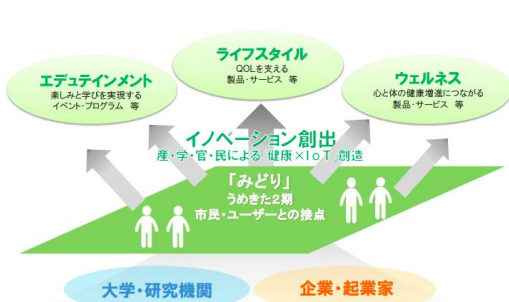 ライフスタイル
QOLを支える
製品・サービス 等
エデュテインメント
楽しみと学びを実現する
イベント・プログラム 等
ウェルネス
心と体の健康増進につながる
製品・サービス 等
イノベーション創出
産・学・官・民による「健康×IoT」創造
「みどり」
うめきた2期
市民・ユーザーとの接点
大学・研究機関
企業・起業家